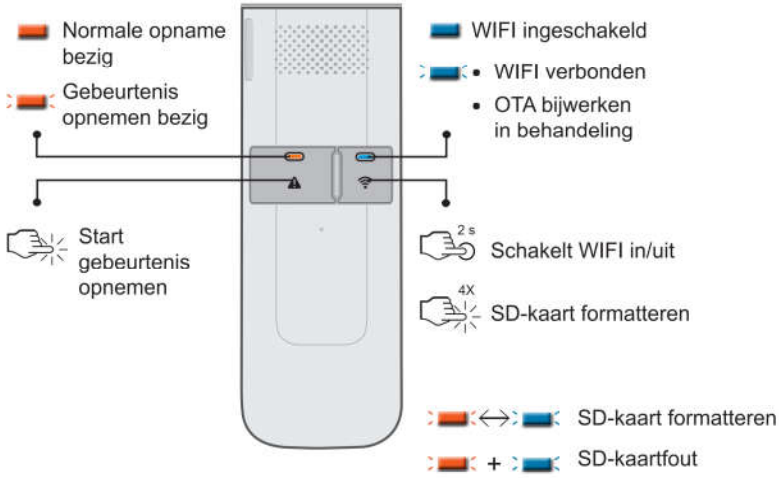 Normale opname
bezig
Gebeurtenis
opnemen bezig
WIFI ingeschakeld
• WIFI verbonden
• OTA bijwerken
in behandeling
Start
gebeurtenis
opnemen
2 s
Schakelt WIFI in/uit
4X
SD-kaart formatteren
SD-kaart formatteren
+
SD-kaartfout